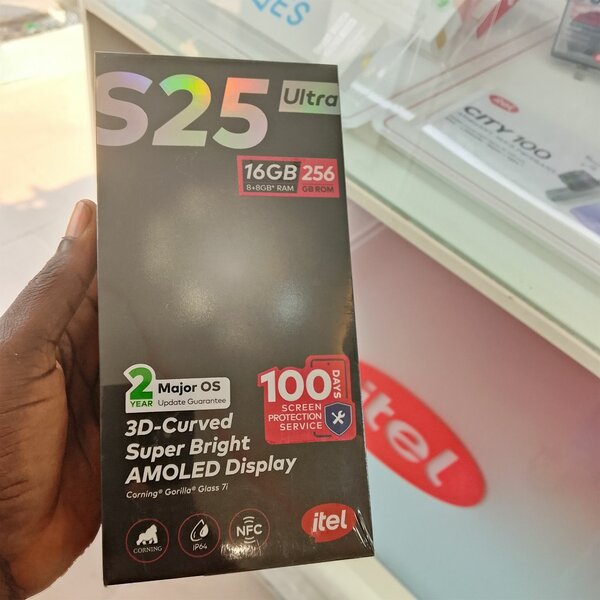 S25 Ultra
16GB 256
8+8GB* RAM GB ROM
2 YEAR
Major OS
Update Guarantee
100 DAYS
SCREEN
PROTECTION
SERVICE
3D-Curved
Super Bright
AMOLED Display
Corning® Gorilla® Glass 7i
CORNING
IP64
NFC
itel
itel
itel
CITY 100